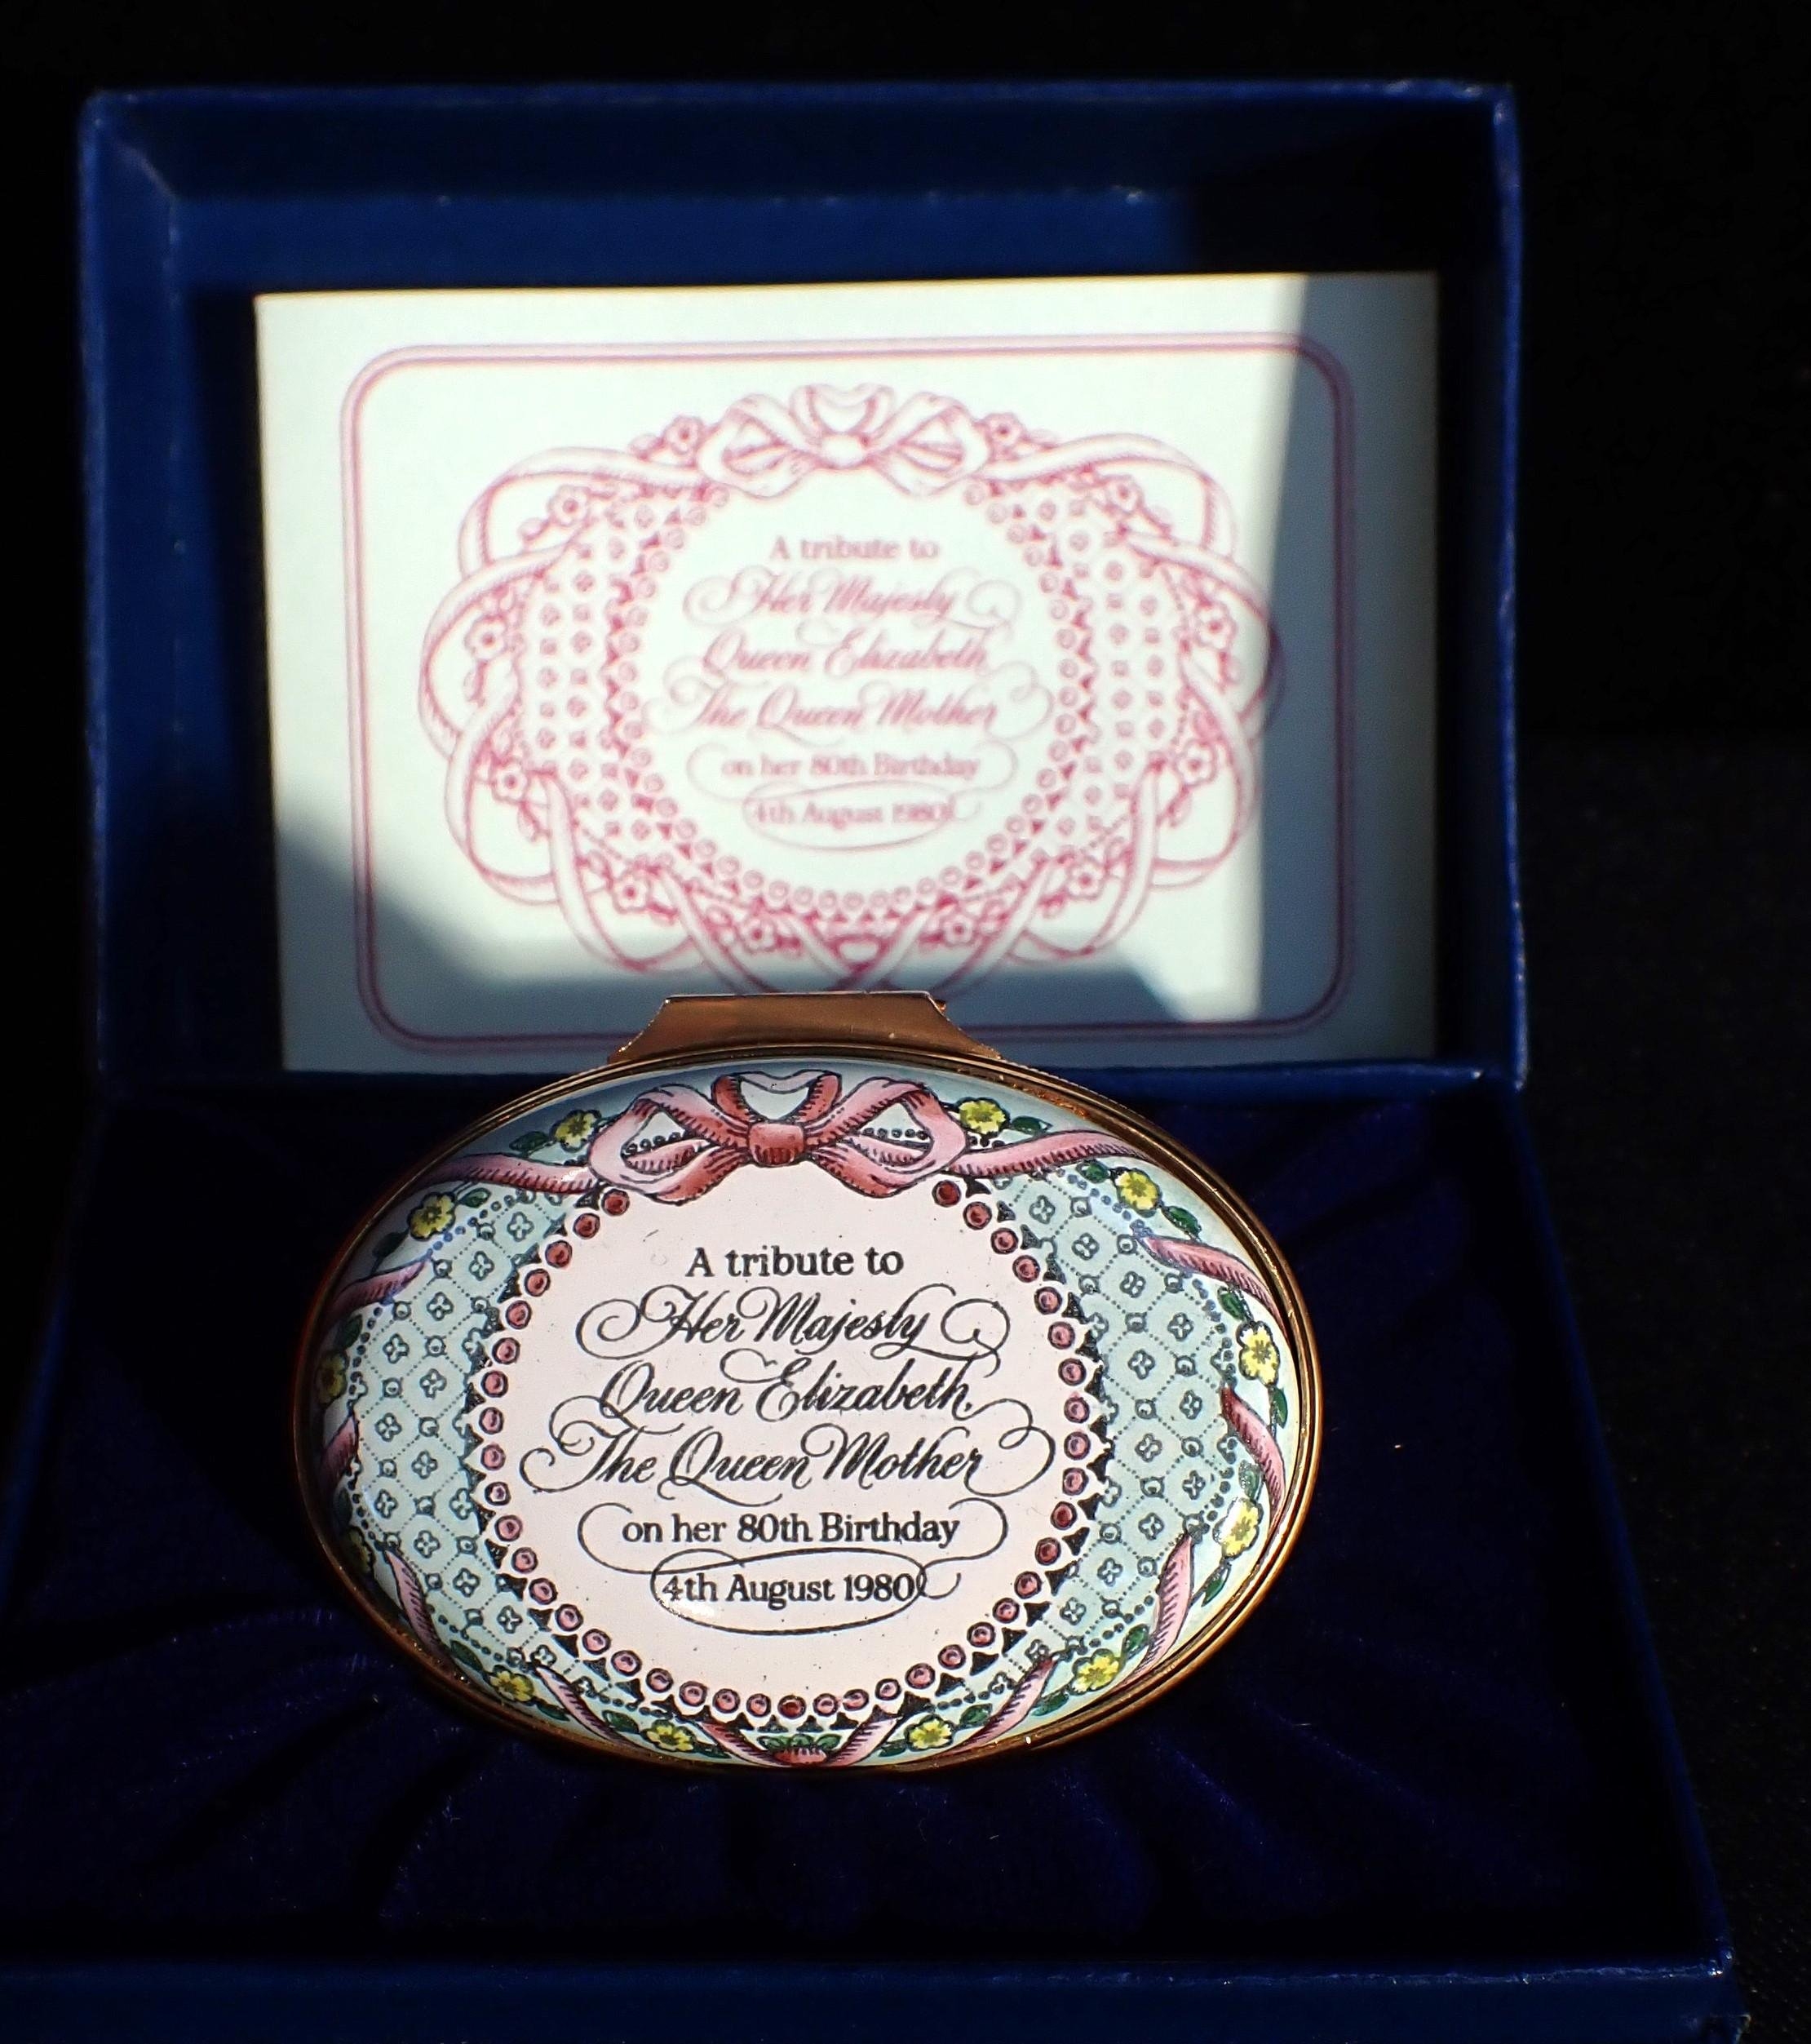 A tribute to
Her Majesty
Queen Elizabeth
The Queen Mother
on her 80th Birthday
4th August 1980
A tribute to
Her Majesty
Queen Elizabeth,
The Queen Mother
on her 80th Birthday
4th August 1980